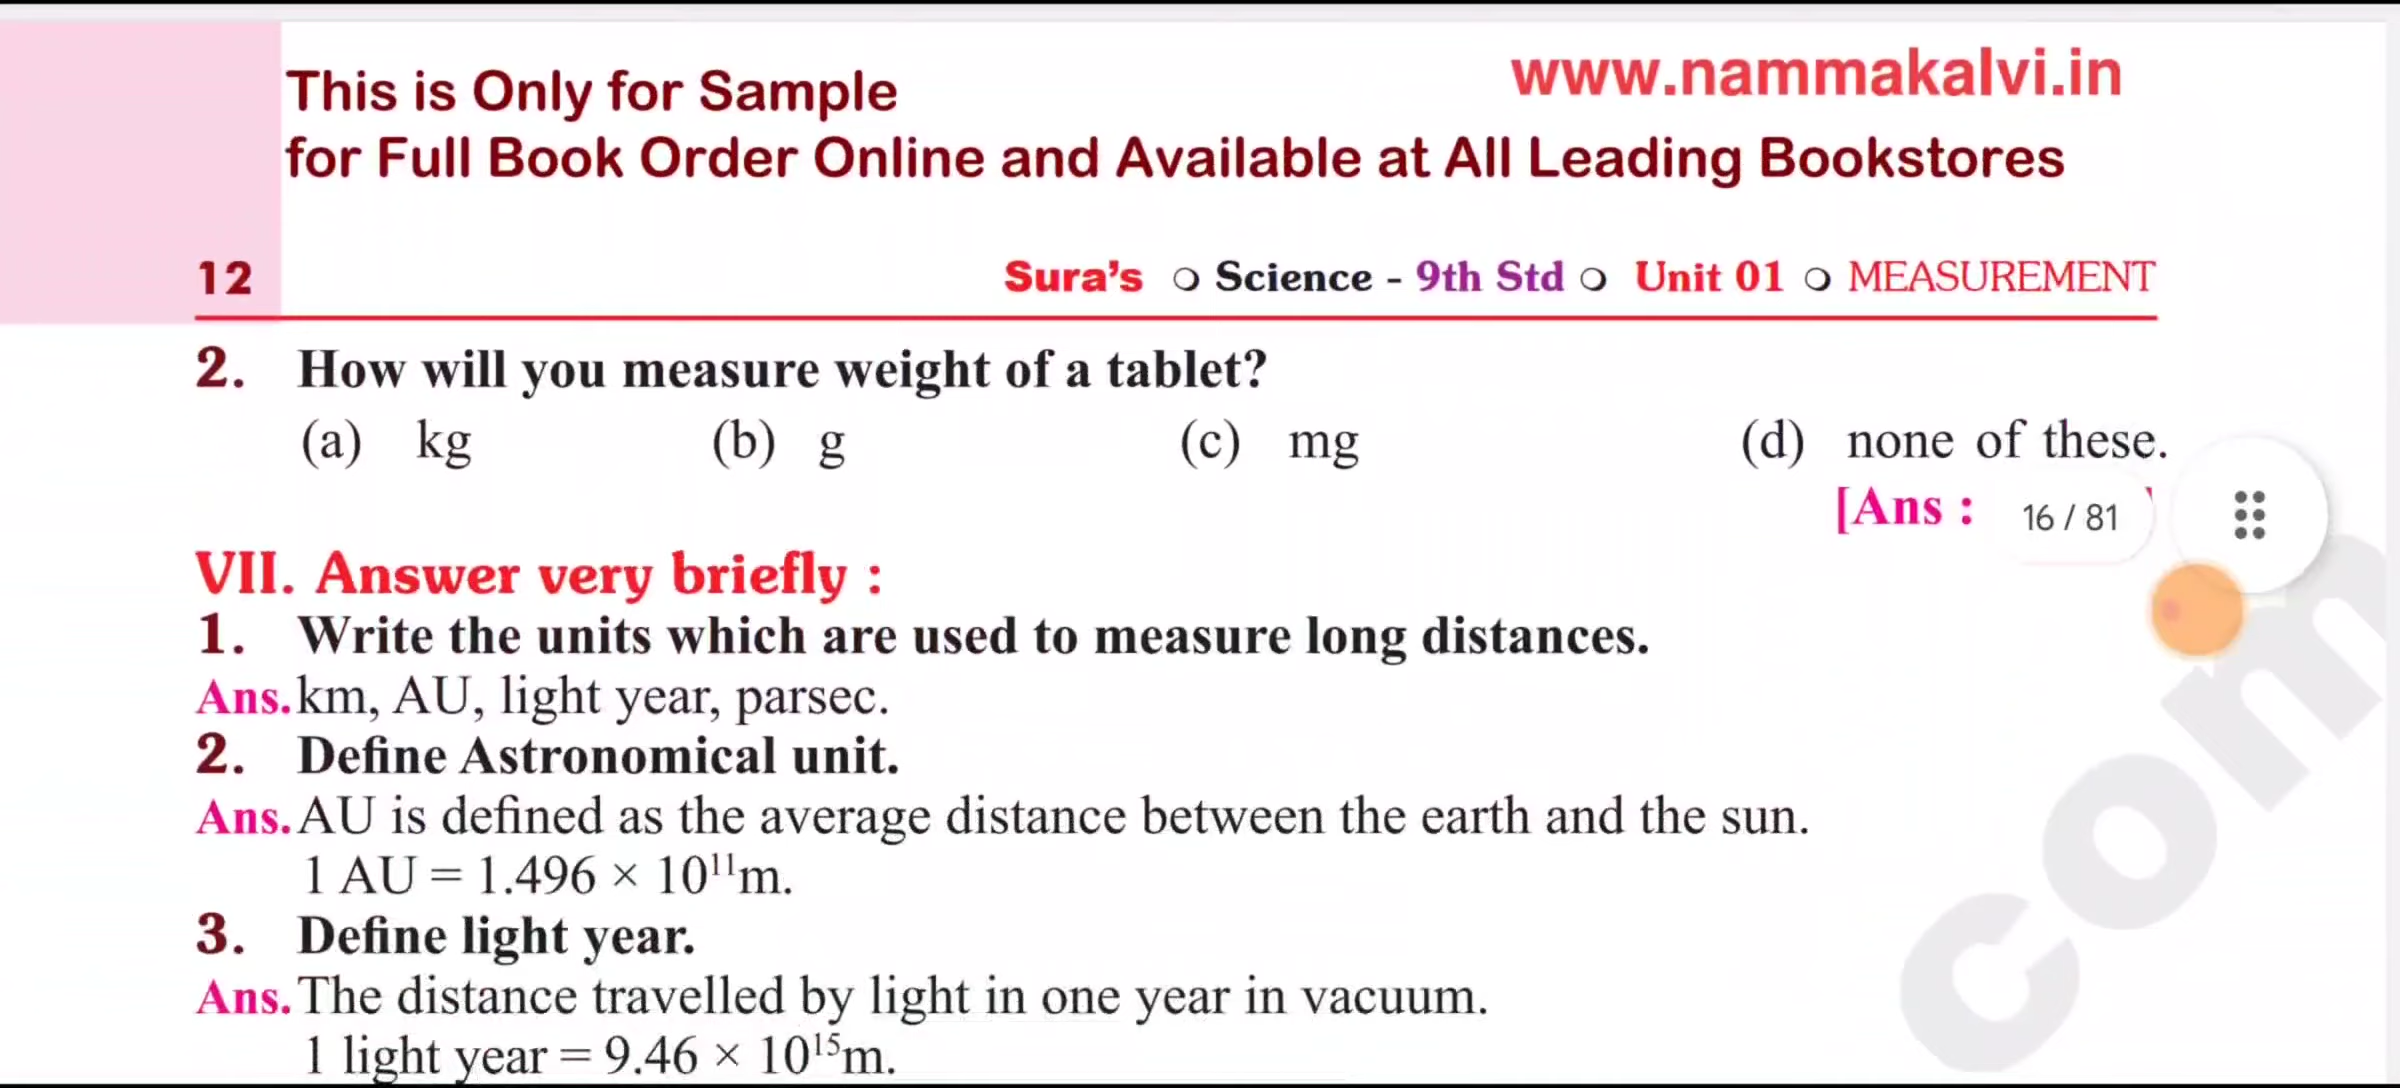 This is Only for Sample
www.nammakalvi.in
for Full Book Order Online and Available at All Leading Bookstores
12
Sura's ❍ Science - 9th Std ❍ Unit 01 ❍ MEASUREMENT
2. How will you measure weight of a tablet?
(a) kg (b) g (c) mg (d) none of these.
[Ans :
16 / 81
VII. Answer very briefly :
1. Write the units which are used to measure long distances.
Ans. km, AU, light year, parsec.
2. Define Astronomical unit.
Ans. AU is defined as the average distance between the earth and the sun.
1 AU = 1.496 × 10¹¹m.
3. Define light year.
Ans. The distance travelled by light in one year in vacuum.
1 light year = 9.46 × 10¹⁵m.
com